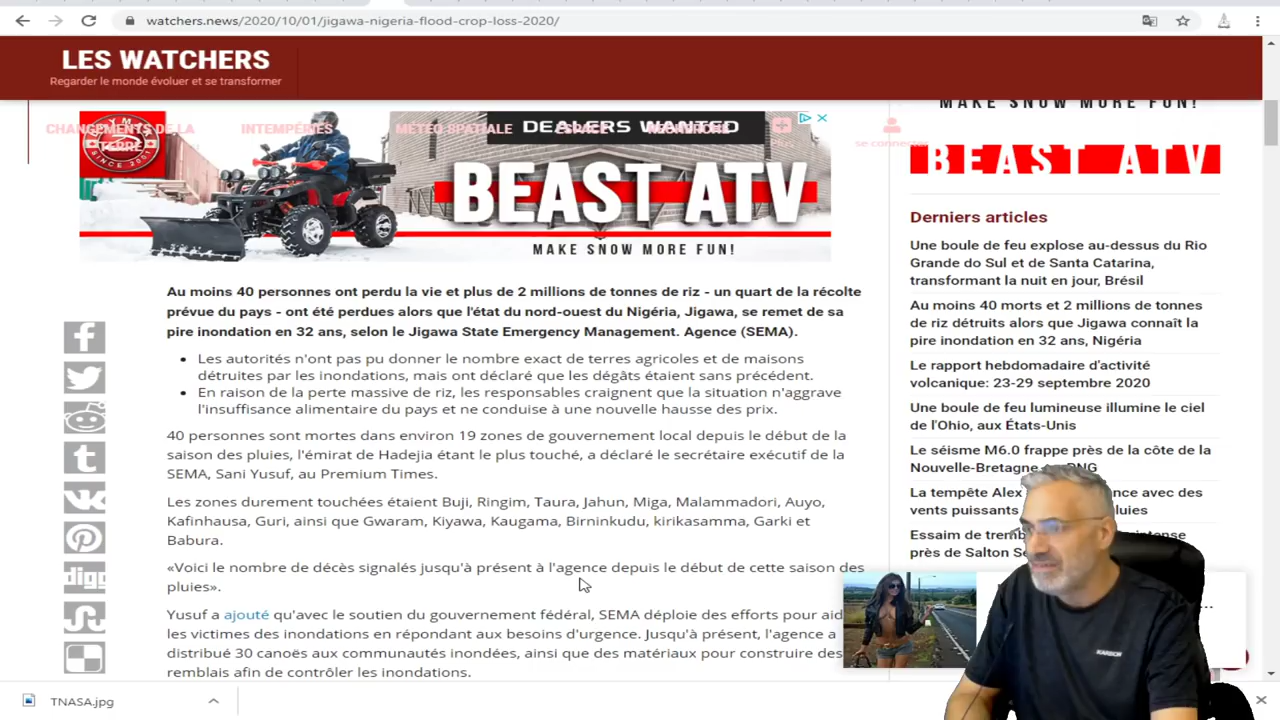 watchers.news/2020/10/01/jigawa-nigeria-flood-crop-loss-2020/
LES WATCHERS
Regarder le monde évoluer et se transformer
CHANGEMENTS DE LA TERRE
INTEMPÉRIES
MÉTÉO SPATIALE
ESPACE
se connecter
SINCE 2001
DEALERS WANTED
BEAST ATV
MAKE SNOW MORE FUN!
MAKE SNOW MORE FUN!
BEAST ATV
Au moins 40 personnes ont perdu la vie et plus de 2 millions de tonnes de riz - un quart de la récolte
prévue du pays - ont été perdues alors que l'état du nord-ouest du Nigéria, Jigawa, se remet de sa
pire inondation en 32 ans, selon le Jigawa State Emergency Management. Agence (SEMA).
Les autorités n'ont pas pu donner le nombre exact de terres agricoles et de maisons
détruites par les inondations, mais ont déclaré que les dégâts étaient sans précédent.
En raison de la perte massive de riz, les responsables craignent que la situation n'aggrave
l'insuffisance alimentaire du pays et ne conduise à une nouvelle hausse des prix.
40 personnes sont mortes dans environ 19 zones de gouvernement local depuis le début de la
saison des pluies, l'émirat de Hadejia étant le plus touché, a déclaré le secrétaire exécutif de la
SEMA, Sani Yusuf, au Premium Times.
Les zones durement touchées étaient Buji, Ringim, Taura, Jahun, Miga, Malammadori, Auyo,
Kafinhausa, Guri, ainsi que Gwaram, Kiyawa, Kaugama, Birninkudu, kirikasamma, Garki et
Babura.
«Voici le nombre de décès signalés jusqu'à présent à l'agence depuis le début de cette saison des
pluies».
Yusuf a ajouté qu'avec le soutien du gouvernement fédéral, SEMA déploie des efforts pour aid
les victimes des inondations en répondant aux besoins d'urgence. Jusqu'à présent, l'agence a
distribué 30 canoës aux communautés inondées, ainsi que des matériaux pour construire des
remblais afin de contrôler les inondations.
Derniers articles
Une boule de feu explose au-dessus du Rio
Grande do Sul et de Santa Catarina,
transformant la nuit en jour, Brésil
Au moins 40 morts et 2 millions de tonnes
de riz détruits alors que Jigawa connaît la
pire inondation en 32 ans, Nigéria
Le rapport hebdomadaire d'activité
volcanique: 23-29 septembre 2020
Une boule de feu lumineuse illumine le ciel
de l'Ohio, aux États-Unis
Le séisme M6.0 frappe près de la côte de la
Nouvelle-Bretagne PNG
La tempête Alex avec des
vents puissants
Essaim de
près de Salton
digg
KARBON
TNASA.jpg